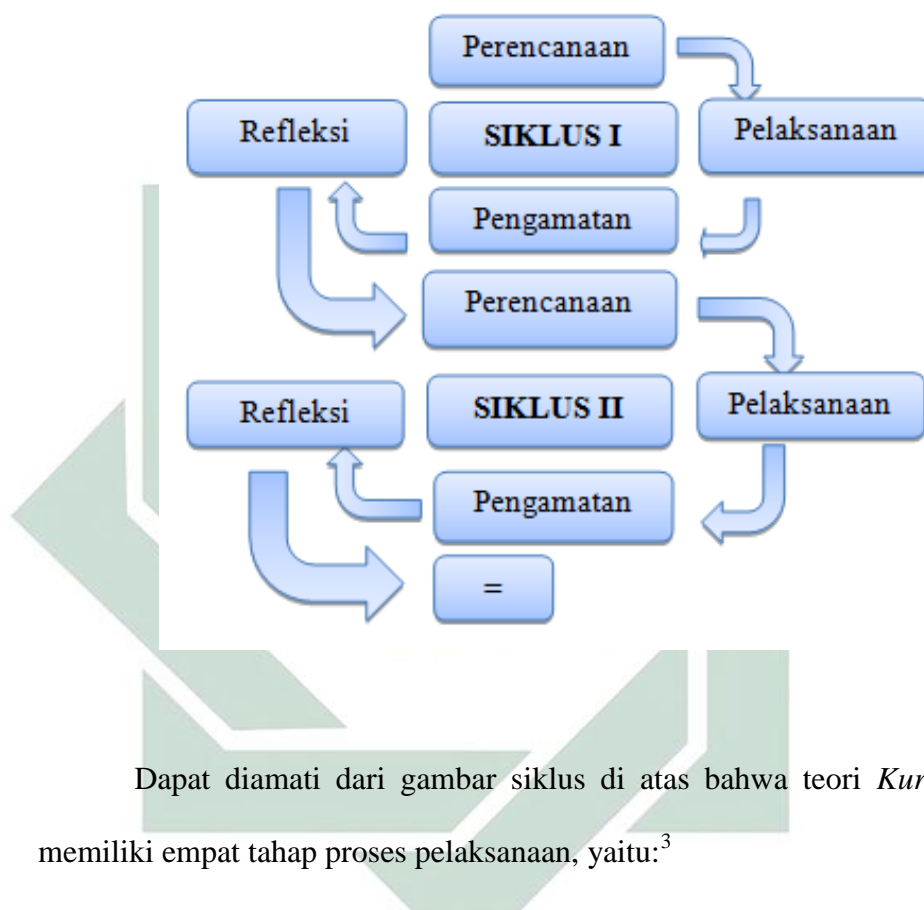 Perencanaan
Refleksi SIKLUS I Pelaksanaan
Pengamatan
Perencanaan
Refleksi SIKLUS II Pelaksanaan
Pengamatan
=
Dapat diamati dari gambar siklus di atas bahwa teori
memiliki empat tahap proses pelaksanaan, yaitu:3